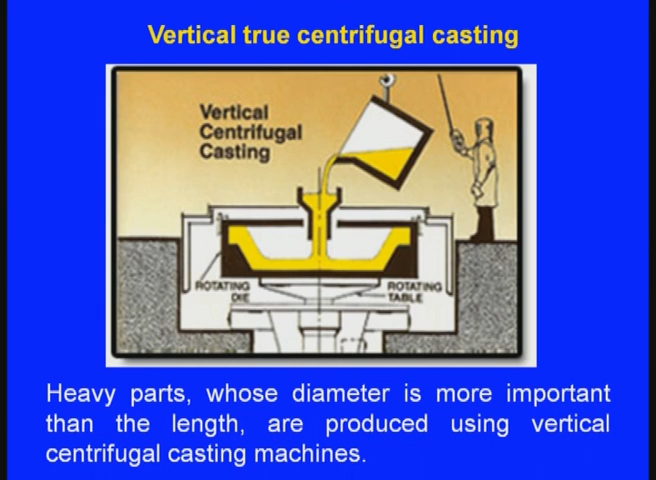 Vertical true centrifugal casting
Vertical
Centrifugal
Casting
ROTATING
DIE
ROTATING
TABLE
Heavy parts, whose diameter is more important
than the length, are produced using vertical
centrifugal casting machines.